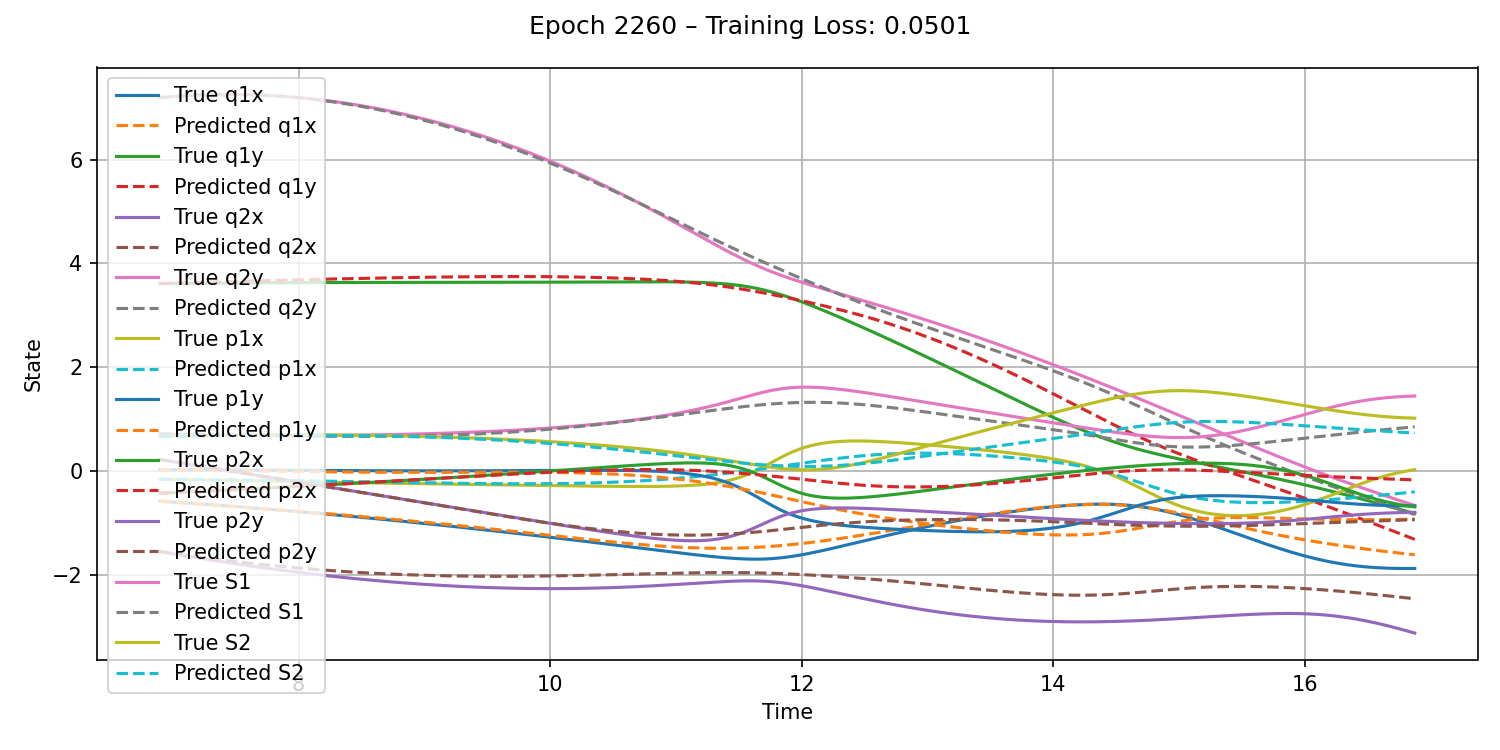 Epoch 2260 – Training Loss: 0.0501
True q1x
Predicted q1x
True q1y
Predicted q1y
True q2x
Predicted q2x
True q2y
Predicted q2y
True p1x
Predicted p1x
True p1y
Predicted p1y
True p2x
Predicted p2x
True p2y
Predicted p2y
True S1
Predicted S1
True S2
Predicted S2
6
4
2
0
−2
State
8
10
12
14
16
Time